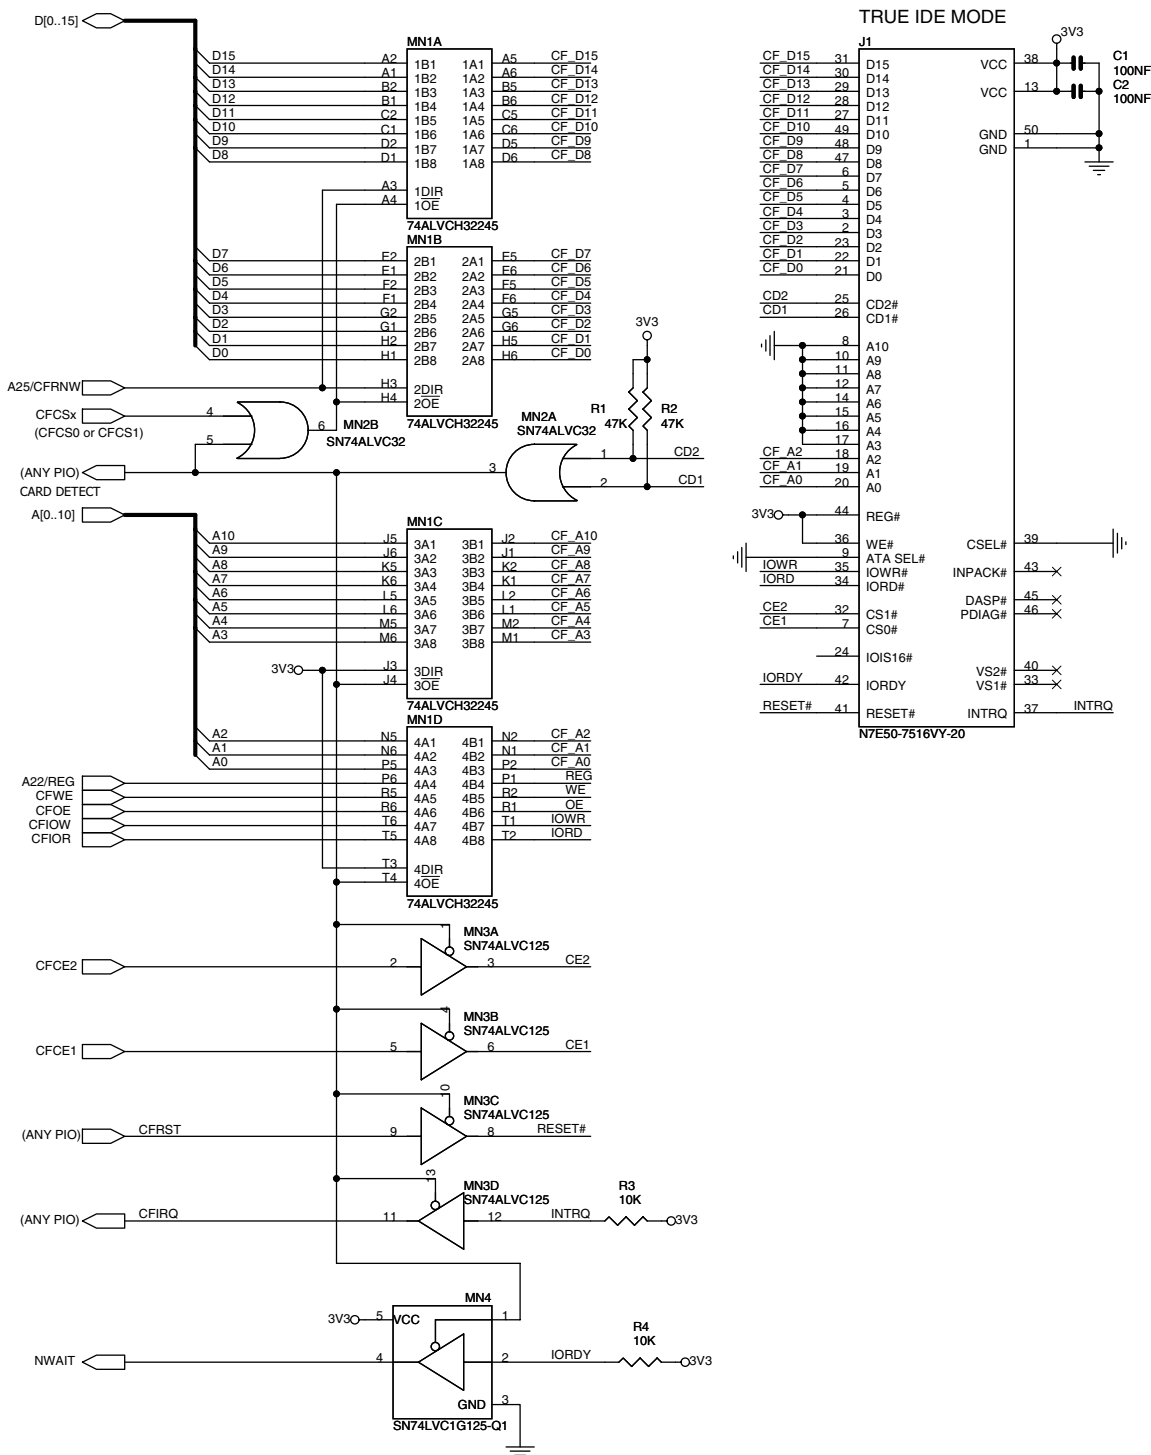 TRUE IDE MODE
D[0..15]
MN1A
D15 A2 1B1 1A1 A5 CF_D15
D14 A1 1B2 1A2 A6 CF_D14
D13 B2 1B3 1A3 B5 CF_D13
D12 B1 1B4 1A4 B6 CF_D12
D11 C2 1B5 1A5 C5 CF_D11
D10 C1 1B6 1A6 C6 CF_D10
D9 D2 1B7 1A7 D5 CF_D9
D8 D1 1B8 1A8 D6 CF_D8
A3 1DIR
A4 1OE
74ALVCH32245
MN1B
D7 E2 2B1 2A1 E5 CF_D7
D6 E1 2B2 2A2 E6 CF_D6
D5 F2 2B3 2A3 F5 CF_D5
D4 F1 2B4 2A4 F6 CF_D4
D3 G2 2B5 2A5 G5 CF_D3
D2 G1 2B6 2A6 G6 CF_D2
D1 H2 2B7 2A7 H5 CF_D1
D0 H1 2B8 2A8 H6 CF_D0
A25/CFRNW H3 2DIR
H4 2OE
74ALVCH32245
CFCSx 4
(CFCS0 or CFCS1)
5
6 MN2B
SN74ALVC32
MN2A
SN74ALVC32
3V3
R1
47K
R2
47K
1 CD2
2 CD1
3
(ANY PIO)
CARD DETECT
A[0..10]
MN1C
A10 J5 3A1 3B1 J2 CF_A10
A9 J6 3A2 3B2 J1 CF_A9
A8 K5 3A3 3B3 K2 CF_A8
A7 K6 3A4 3B4 K1 CF_A7
A6 L5 3A5 3B5 L2 CF_A6
A5 L6 3A6 3B6 L1 CF_A5
A4 M5 3A7 3B7 M2 CF_A4
A3 M6 3A8 3B8 M1 CF_A3
3V3 J3 3DIR
J4 3OE
74ALVCH32245
MN1D
A2 N5 4A1 4B1 N2 CF_A2
A1 N6 4A2 4B2 N1 CF_A1
A0 P5 4A3 4B3 P2 CF_A0
A22/REG P6 4A4 4B4 P1 REG
CFWE R5 4A5 4B5 R2 WE
CFOE R6 4A6 4B6 R1 OE
CFIOW T6 4A7 4B7 T1 IOWR
CFIOR T5 4A8 4B8 T2 IORD
T3 4DIR
T4 4OE
74ALVCH32245
1 MN3A
SN74ALVC125
CFCE2 2 3 CE2
4 MN3B
SN74ALVC125
CFCE1 5 6 CE1
10 MN3C
SN74ALVC125
(ANY PIO) CFRST 9 8 RESET#
13 MN3D
SN74ALVC125
(ANY PIO) CFIRQ 11 12 INTRQ
R3
10K
3V3
MN4
3V3 5 VCC 1
NWAIT 4 2 IORDY
R4
10K
3V3
GND 3
SN74LVC1G125-Q1
J1
CF_D15 31 D15
CF_D14 30 D14
CF_D13 29 D13
CF_D12 28 D12
CF_D11 27 D11
CF_D10 49 D10
CF_D9 48 D9
CF_D8 47 D8
CF_D7 6 D7
CF_D6 5 D6
CF_D5 4 D5
CF_D4 3 D4
CF_D3 2 D3
CF_D2 23 D2
CF_D1 22 D1
CF_D0 21 D0
CD2 25 CD2#
CD1 26 CD1#
8 A10
10 A9
11 A8
12 A7
14 A6
15 A5
16 A4
17 A3
CF_A2 18 A2
CF_A1 19 A1
CF_A0 20 A0
3V3 44 REG#
36 WE#
9 ATA SEL#
IOWR 35 IOWR#
IORD 34 IORD#
CE2 32 CS1#
CE1 7 CS0#
24 IOIS16#
IORDY 42 IORDY
RESET# 41 RESET#
3V3
VCC 38
C1
100NF
VCC 13
C2
100NF
GND 50
GND 1
CSEL# 39
INPACK# 43
DASP# 45
PDIAG# 46
VS2# 40
VS1# 33
INTRQ 37 INTRQ
N7E50-7516VY-20